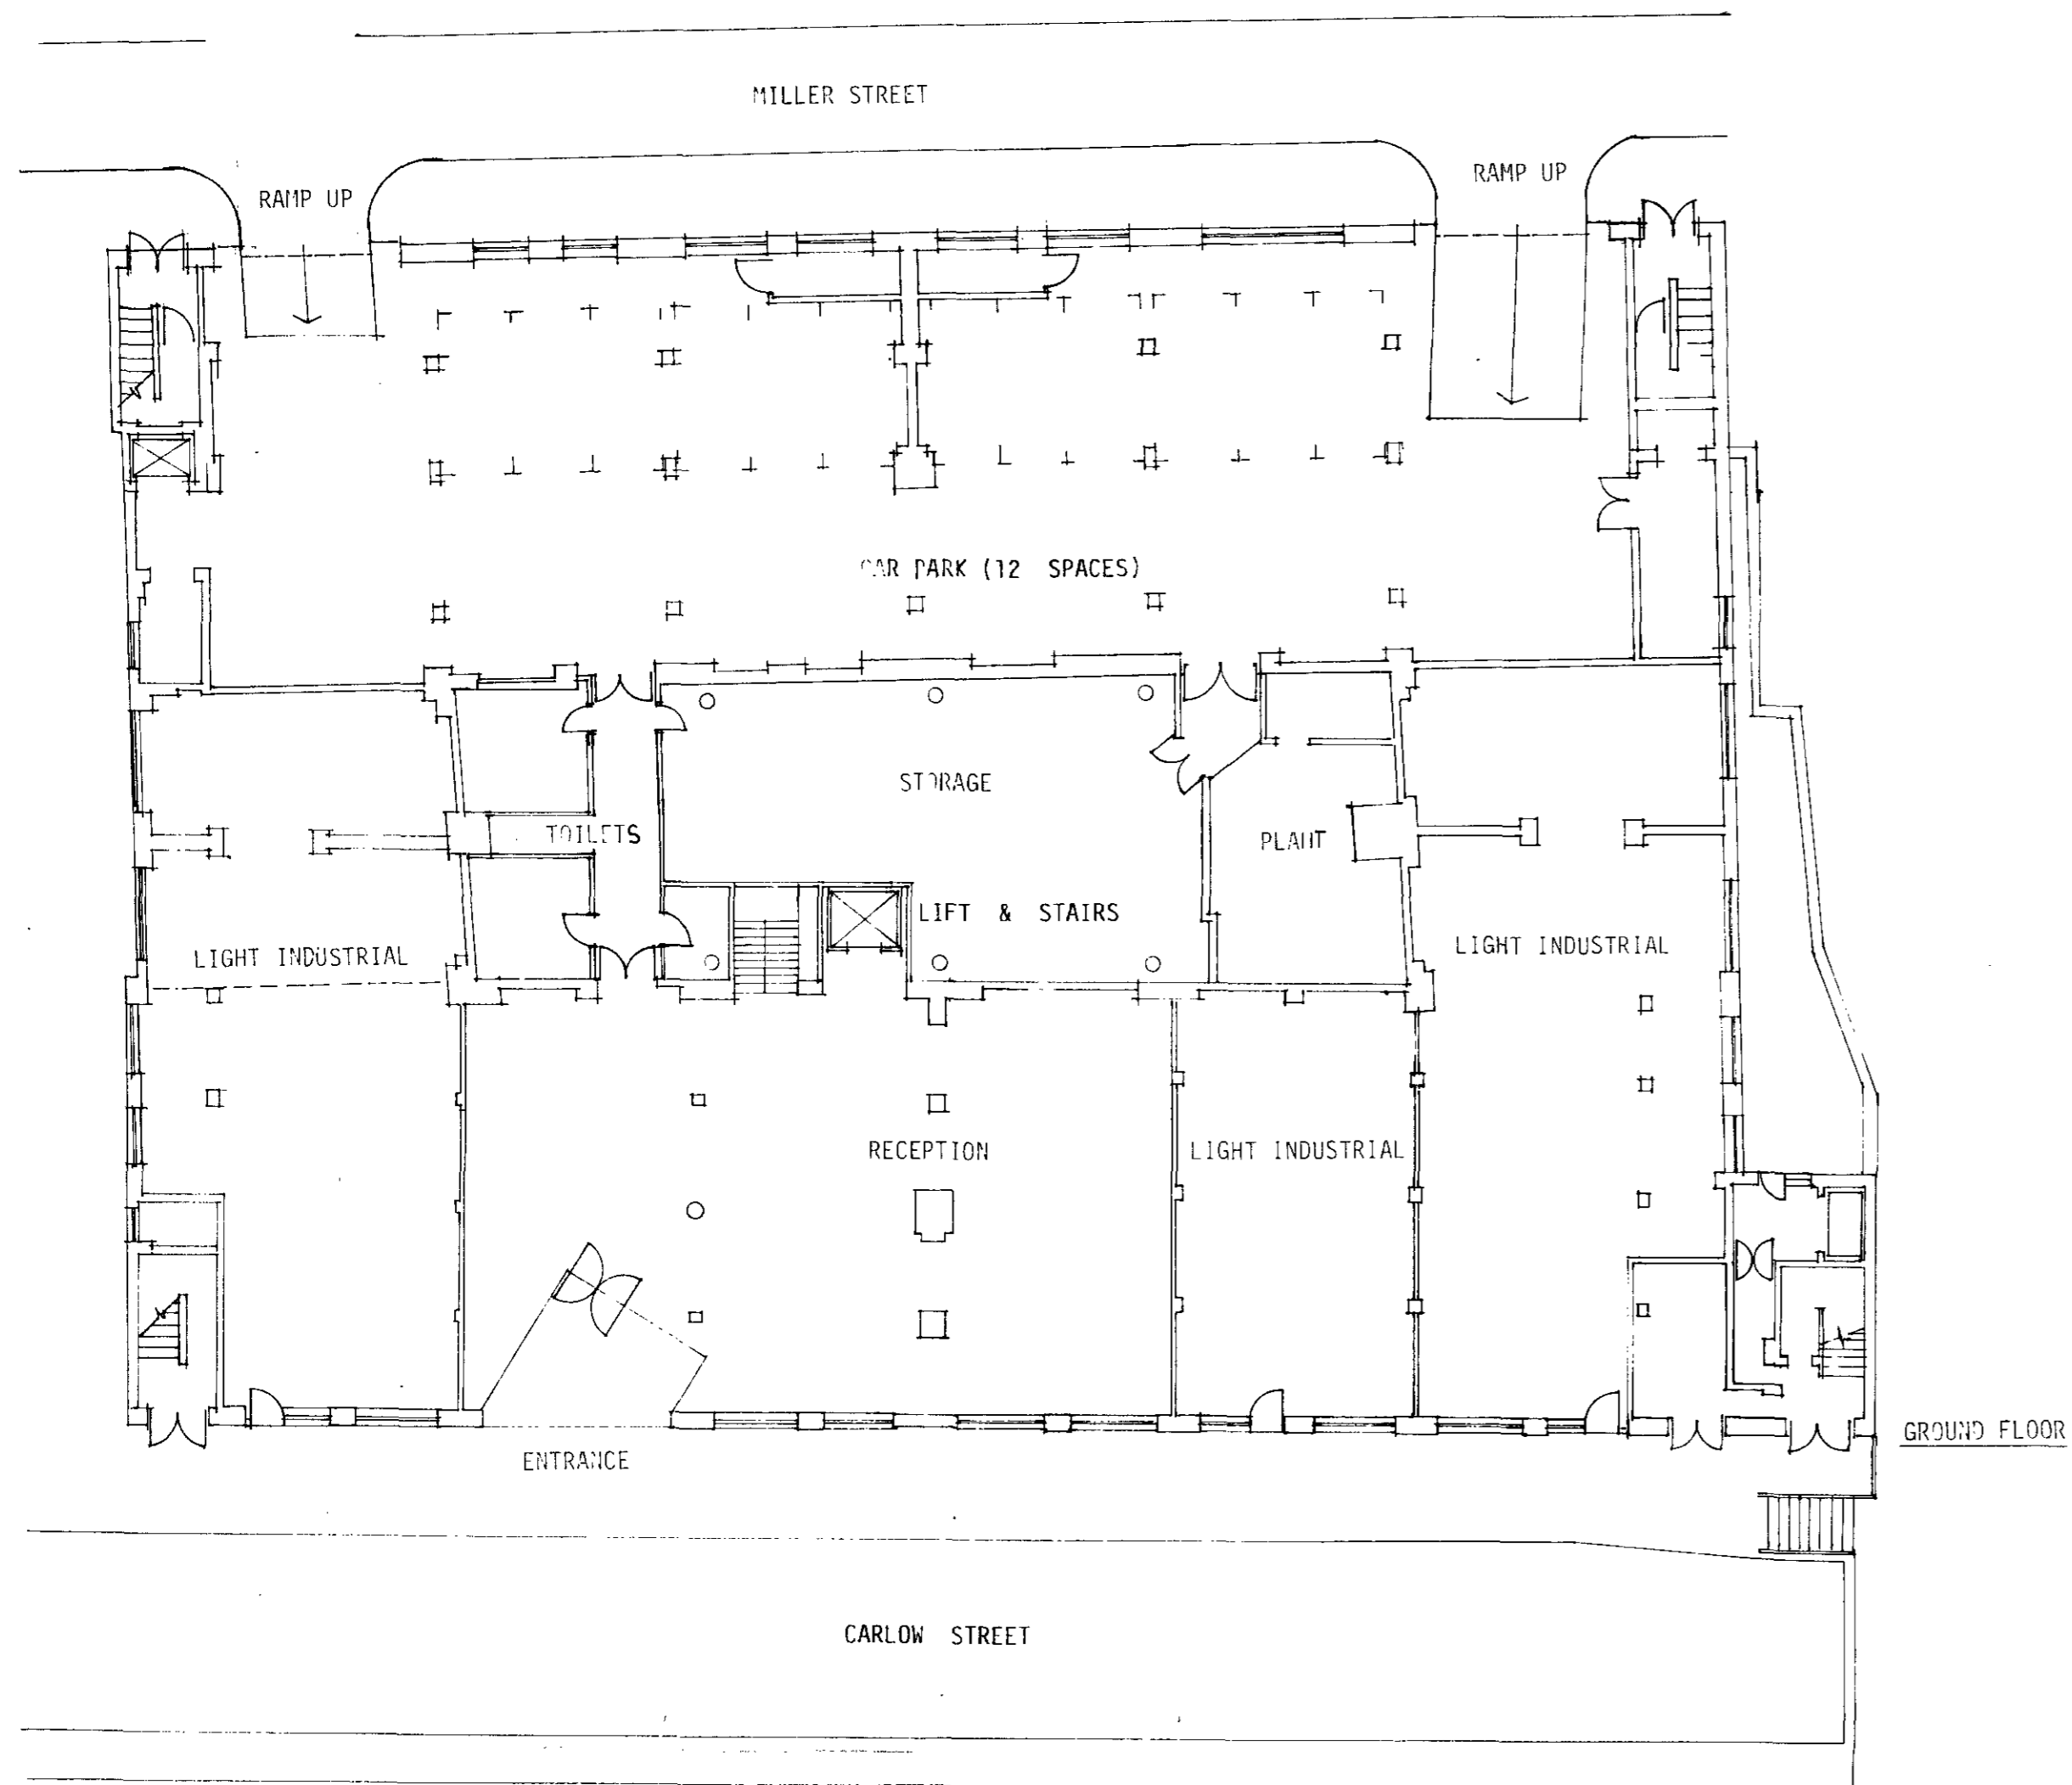 MILLER STREET
RAMP UP
RAMP UP
CAR PARK (12 SPACES)
STORAGE
TOILETS
PLANT
LIFT & STAIRS
LIGHT INDUSTRIAL
LIGHT INDUSTRIAL
RECEPTION
LIGHT INDUSTRIAL
GROUND FLOOR
ENTRANCE
CARLOW STREET